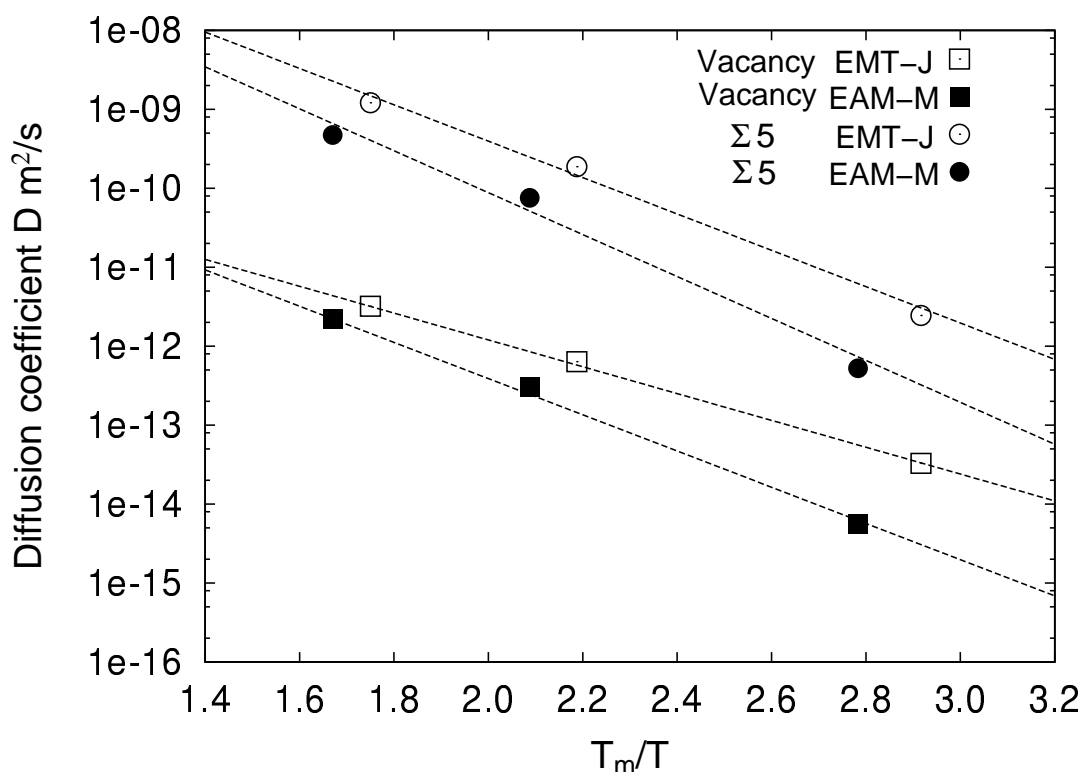 1e-08
1e-09
1e-10
1e-11
1e-12
1e-13
1e-14
1e-15
1e-16
Diffusion coefficient D m²/s
Vacancy EMT−J
Vacancy EAM−M
Σ5 EMT−J
Σ5 EAM−M
1.4 1.6 1.8 2.0 2.2 2.4 2.6 2.8 3.0 3.2
Tₘ/T